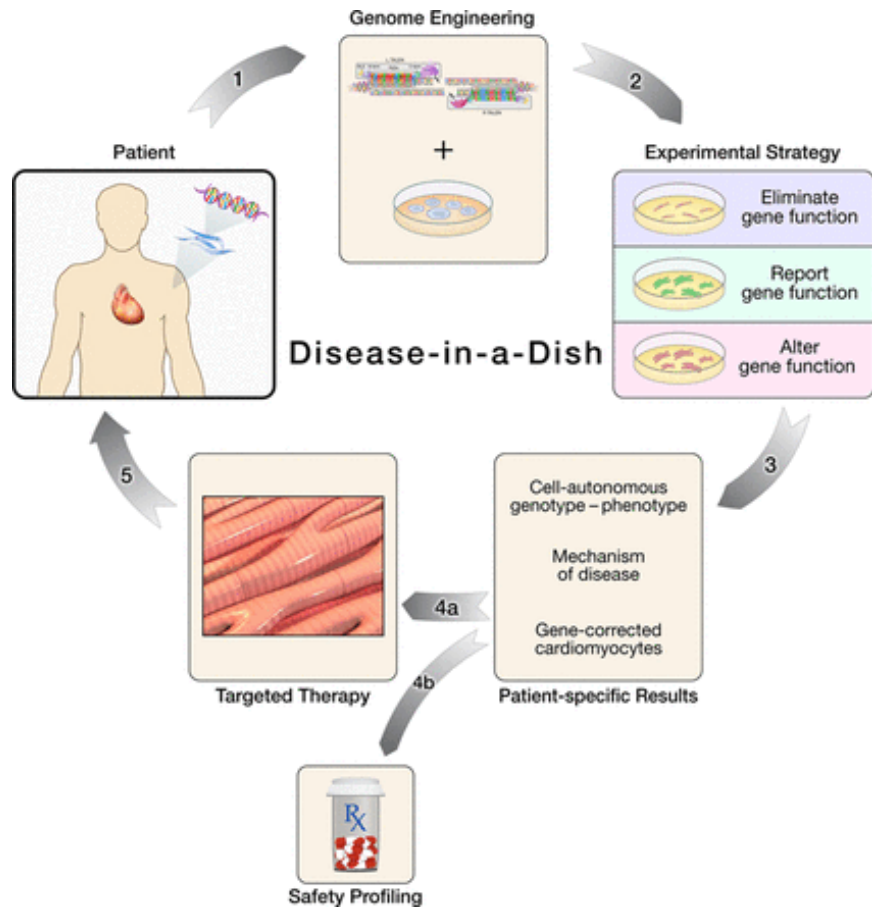 Genome Engineering
L-TALEN
+
R-TALEN
1
2
Patient
Experimental Strategy
Eliminate
gene function
Report
gene function
Alter
gene function
Disease-in-a-Dish
3
5
Cell-autonomous
genotype – phenotype
Mechanism
of disease
Gene-corrected
cardiomyocytes
4a
4b
Targeted Therapy
Patient-specific Results
RX
Safety Profiling